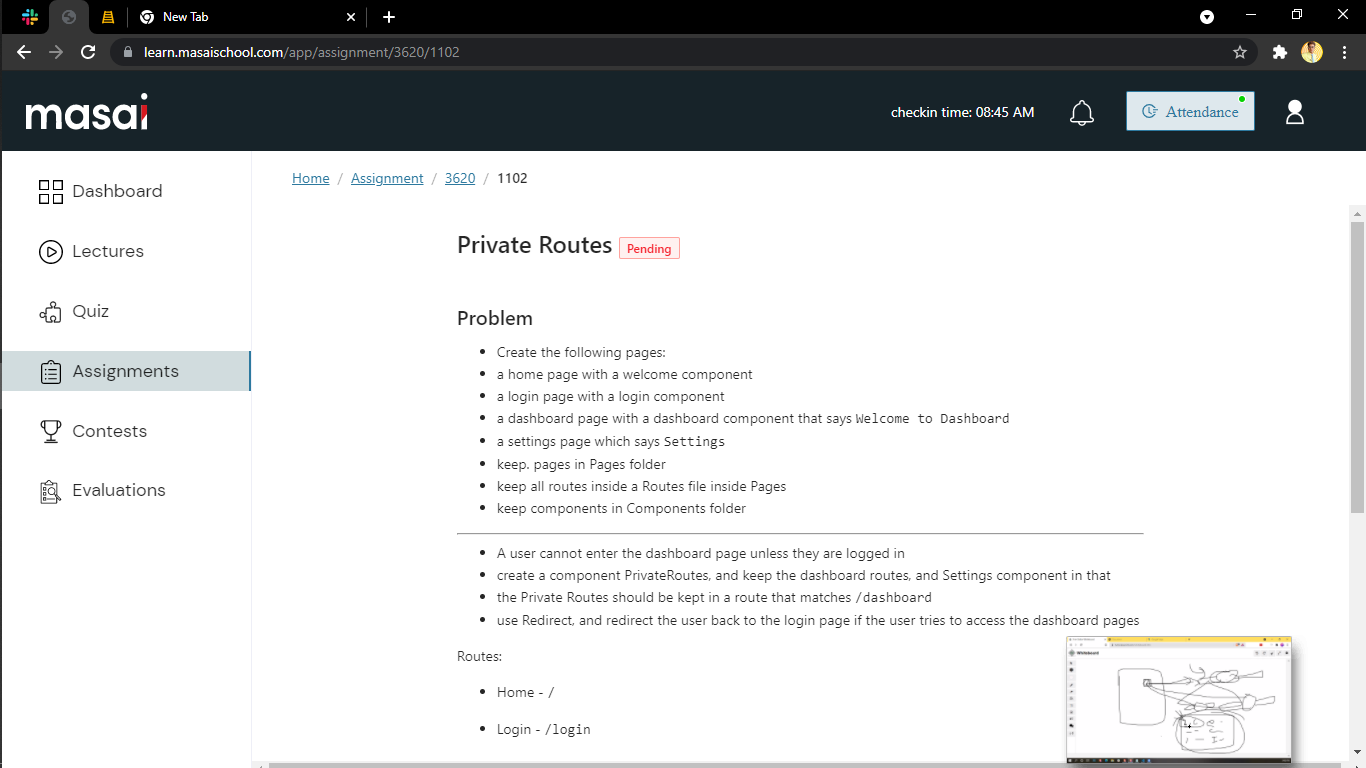 New Tab
learn.masaischool.com/app/assignment/3620/1102
masai
checkin time: 08:45 AM
Attendance
Dashboard
Lectures
Quiz
Assignments
Contests
Evaluations
Home / Assignment / 3620 / 1102
Private Routes Pending
Problem
Create the following pages:
a home page with a welcome component
a login page with a login component
a dashboard page with a dashboard component that says Welcome to Dashboard
a settings page which says Settings
keep. pages in Pages folder
keep all routes inside a Routes file inside Pages
keep components in Components folder
A user cannot enter the dashboard page unless they are logged in
create a component PrivateRoutes, and keep the dashboard routes, and Settings component in that
the Private Routes should be kept in a route that matches /dashboard
use Redirect, and redirect the user back to the login page if the user tries to access the dashboard pages
Routes:
Home - /
Login - /login
Whiteboard